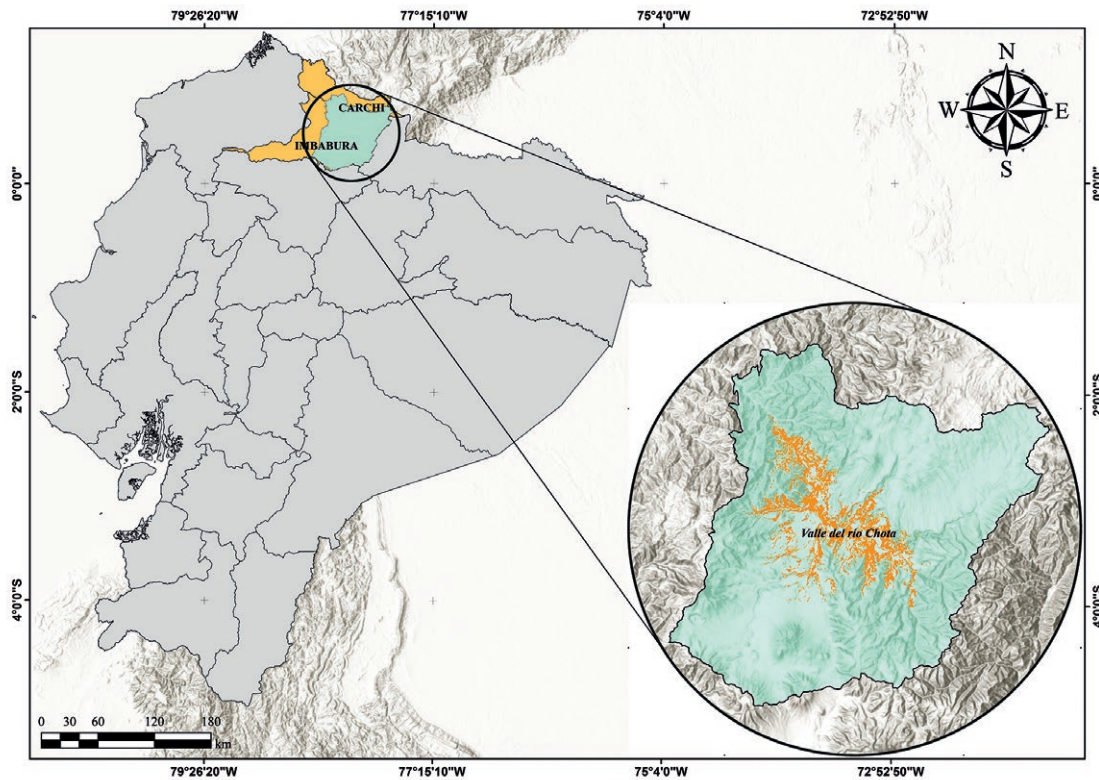 79°26'20"W 77°15'10"W 75°4'0"W 72°52'50"W
N
W E
S
CARCHI
IMBABURA
0°0'0" 0°0'0"
2°0'0"S 2°0'0"S
Valle del río Chota
4°0'0"S 4°0'0"S
0 30 60 120 180
km
79°26'20"W 77°15'10"W 75°4'0"W 72°52'50"W